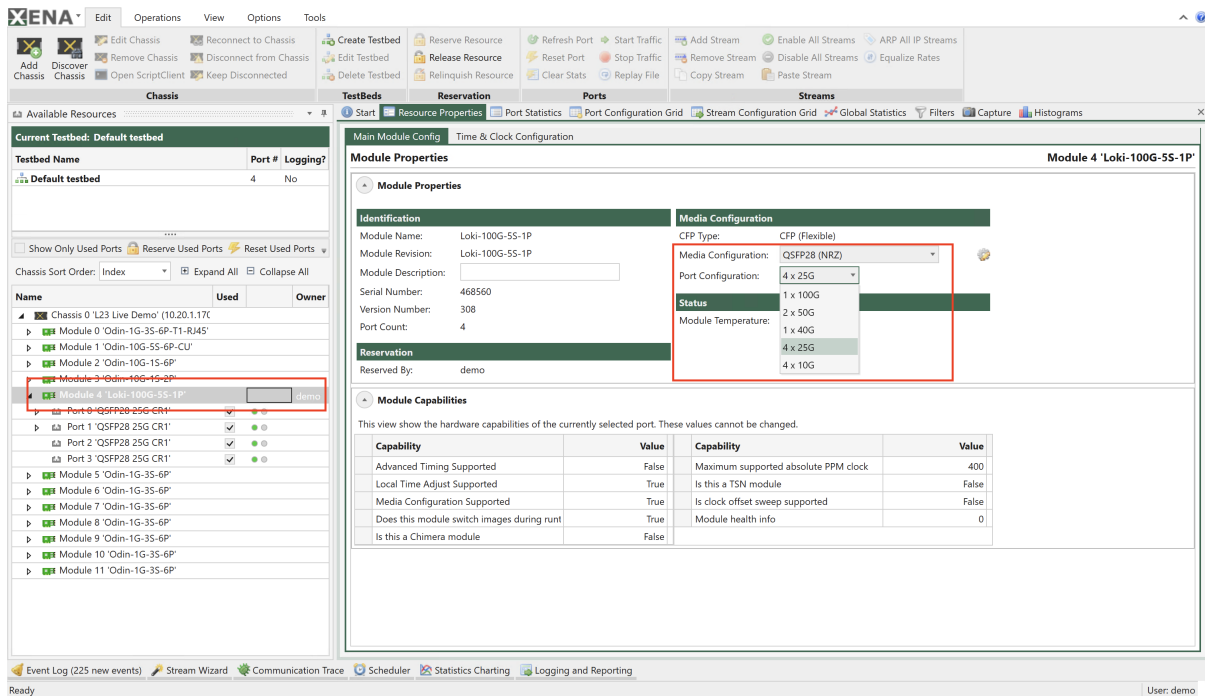 XENA Edit Operations View Options Tools
Add Chassis
Discover Chassis
Edit Chassis Reconnect to Chassis
Remove Chassis Disconnect from Chassis
Open ScriptClient Keep Disconnected
Chassis
Create Testbed
Edit Testbed
Delete Testbed
TestBeds
Reserve Resource
Release Resource
Relinquish Resource
Reservation
Refresh Port Start Traffic
Reset Port Stop Traffic
Clear Stats Replay File
Ports
Add Stream Enable All Streams ARP All IP Streams
Remove Stream Disable All Streams Equalize Rates
Copy Stream Paste Stream
Streams
Available Resources
Current Testbed: Default testbed
Testbed Name Port # Logging?
Default testbed 4 No
Show Only Used Ports Reserve Used Ports Reset Used Ports
Chassis Sort Order: Index Expand All Collapse All
Name Used Owner
Chassis 0 'L23 Live Demo' (10.20.1.170
Module 0 'Odin-1G-3S-6P-T1-RJ45'
Module 1 'Odin-10G-5S-6P-CU'
Module 2 'Odin-10G-1S-6P'
Module 3 'Odin-10G-1S-2P'
Module 4 'Loki-100G-5S-1P' demo
Port 0 'QSFP28 25G CR1'
Port 1 'QSFP28 25G CR1'
Port 2 'QSFP28 25G CR1'
Port 3 'QSFP28 25G CR1'
Module 5 'Odin-1G-3S-6P'
Module 6 'Odin-1G-3S-6P'
Module 7 'Odin-1G-3S-6P'
Module 8 'Odin-1G-3S-6P'
Module 9 'Odin-1G-3S-6P'
Module 10 'Odin-1G-3S-6P'
Module 11 'Odin-1G-3S-6P'
Start Resource Properties Port Statistics Port Configuration Grid Stream Configuration Grid Global Statistics Filters Capture Histograms
Main Module Config Time & Clock Configuration
Module Properties Module 4 'Loki-100G-5S-1P'
Module Properties
Identification
Module Name: Loki-100G-5S-1P
Module Revision: Loki-100G-5S-1P
Module Description:
Serial Number: 468560
Version Number: 308
Port Count: 4
Reservation
Reserved By: demo
Media Configuration
CFP Type: CFP (Flexible)
Media Configuration: QSFP28 (NRZ)
Port Configuration: 4 x 25G
1 x 100G
2 x 50G
1 x 40G
4 x 25G
4 x 10G
Status
Module Temperature:
Module Capabilities
This view show the hardware capabilities of the currently selected port. These values cannot be changed.
Capability Value Capability Value
Advanced Timing Supported False Maximum supported absolute PPM clock 400
Local Time Adjust Supported True Is this a TSN module False
Media Configuration Supported True Is clock offset sweep supported False
Does this module switch images during runt True Module health info 0
Is this a Chimera module False
Event Log (225 new events) Stream Wizard Communication Trace Scheduler Statistics Charting Logging and Reporting
Ready User: demo